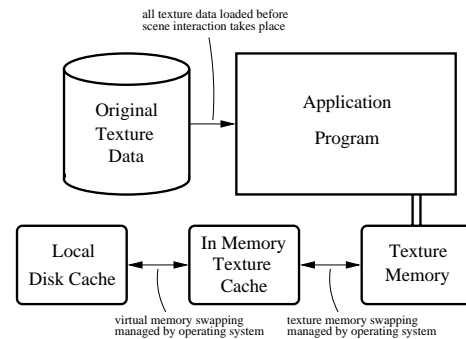 all texture data loaded before
scene interaction takes place
Original
Texture
Data
Application
Program
Local
Disk Cache
In Memory
Texture
Cache
Texture
Memory
virtual memory swapping
managed by operating system
texture memory swapping
managed by operating system